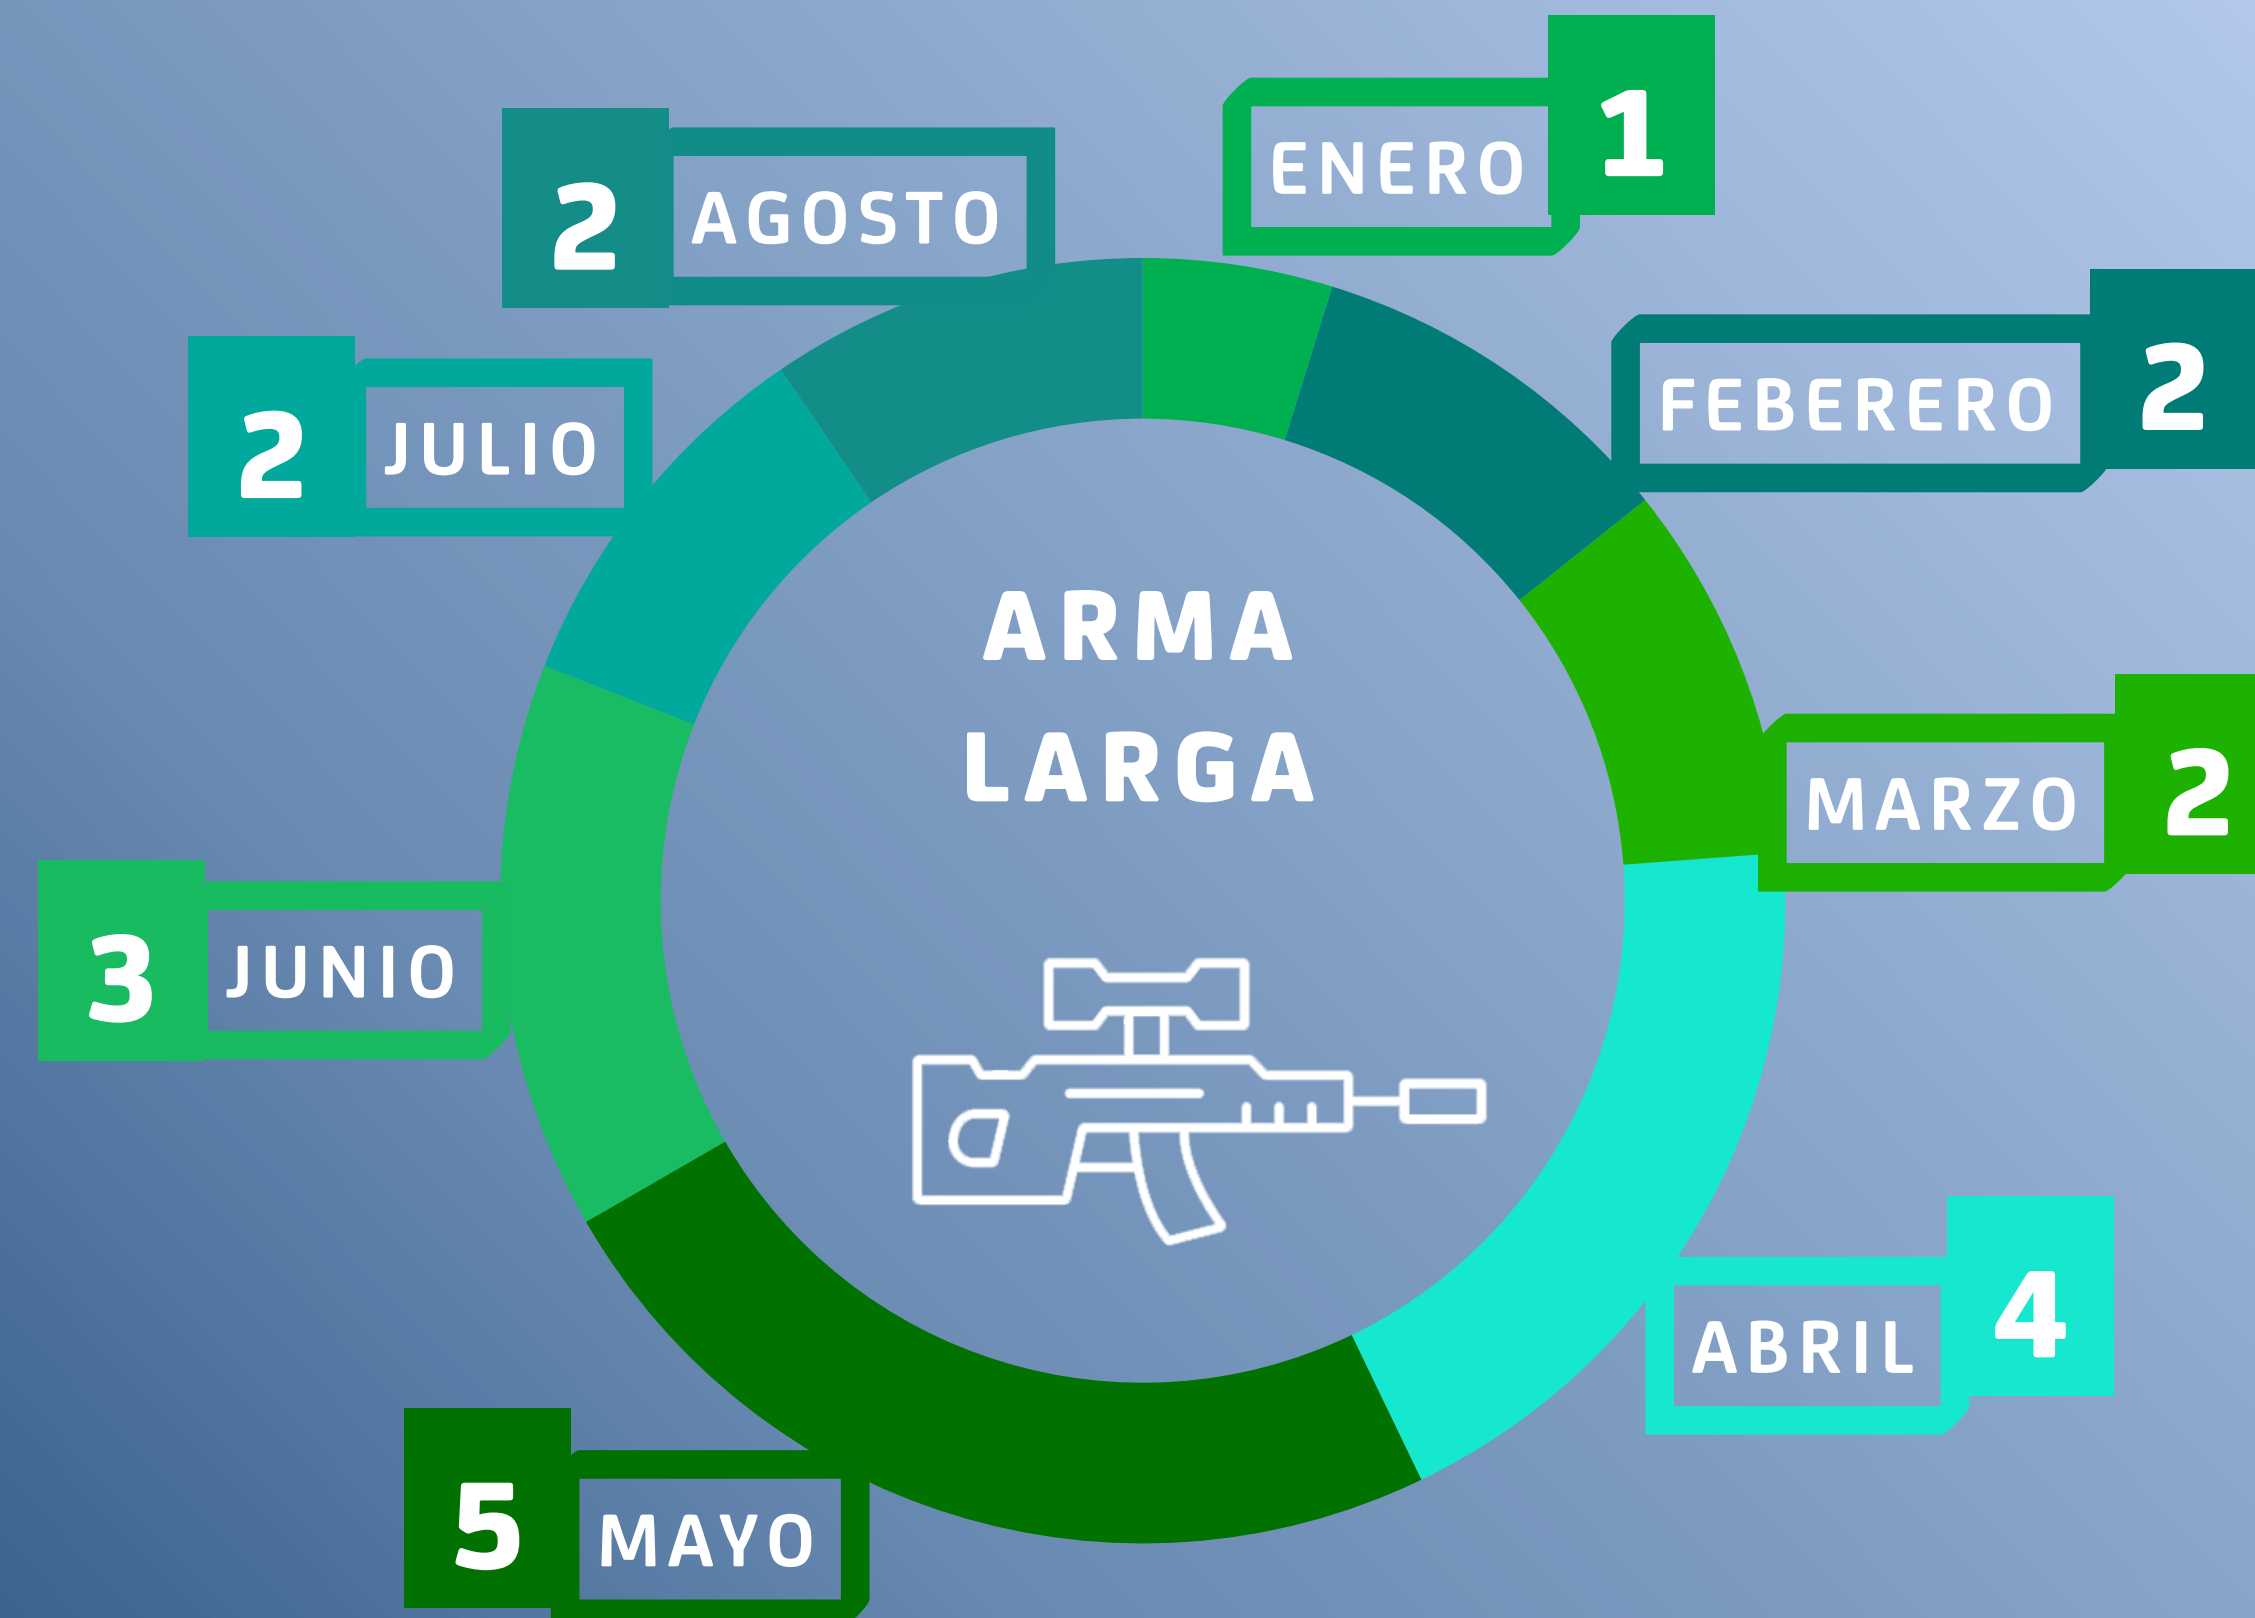 ENERO
1
FEBERERO
2
MARZO
2
ABRIL
4
5
MAYO
3
JUNIO
2
JULIO
2
AGOSTO
ARMA
LARGA